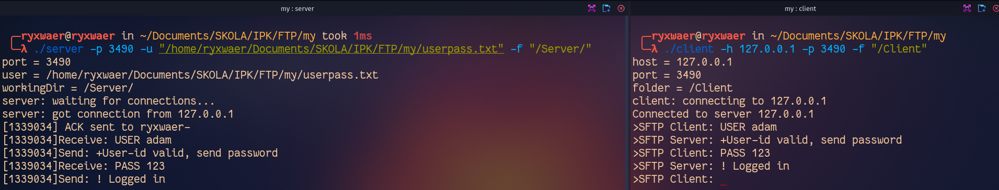 my : server
ryxwaer@ryxwaer in ~/Documents/SKOLA/IPK/FTP/my took 1ms
λ ./server -p 3490 -u "/home/ryxwaer/Documents/SKOLA/IPK/FTP/my/userpass.txt" -f "/Server/"
port = 3490
user = /home/ryxwaer/Documents/SKOLA/IPK/FTP/my/userpass.txt
workingDir = /Server/
server: waiting for connections...
server: got connection from 127.0.0.1
[1339034] ACK sent to ryxwaer-
[1339034]Receive: USER adam
[1339034]Send: +User-id valid, send password
[1339034]Receive: PASS 123
[1339034]Send: ! Logged in
my : client
ryxwaer@ryxwaer in ~/Documents/SKOLA/IPK/FTP/my
λ ./client -h 127.0.0.1 -p 3490 -f "/Client"
host = 127.0.0.1
port = 3490
folder = /Client
client: connecting to 127.0.0.1
Connected to server 127.0.0.1
>SFTP Client: USER adam
>SFTP Server: +User-id valid, send password
>SFTP Client: PASS 123
>SFTP Server: ! Logged in
>SFTP Client: _